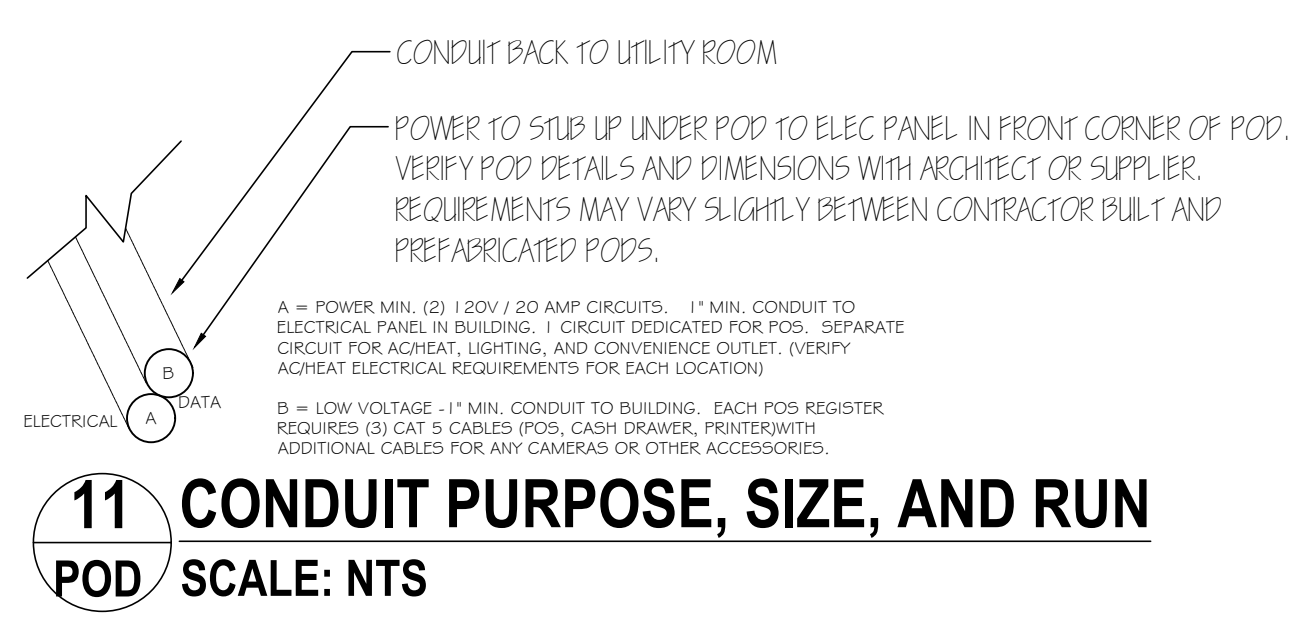 CONDUIT BACK TO UTILITY ROOM
POWER TO STUB UP UNDER POD TO ELEC PANEL IN FRONT CORNER OF POD.
VERIFY POD DETAILS AND DIMENSIONS WITH ARCHITECT OR SUPPLIER.
REQUIREMENTS MAY VARY SLIGHTLY BETWEEN CONTRACTOR BUILT AND
PREFABRICATED PODS.
A = POWER MIN. (2) 120V / 20 AMP CIRCUITS. 1" MIN. CONDUIT TO
ELECTRICAL PANEL IN BUILDING. 1 CIRCUIT DEDICATED FOR POS. SEPARATE
CIRCUIT FOR AC/HEAT, LIGHTING, AND CONVENIENCE OUTLET. (VERIFY
AC/HEAT ELECTRICAL REQUIREMENTS FOR EACH LOCATION)
B
DATA
ELECTRICAL
A
B = LOW VOLTAGE -1" MIN. CONDUIT TO BUILDING. EACH POS REGISTER
REQUIRES (3) CAT 5 CABLES (POS, CASH DRAWER, PRINTER)WITH
ADDITIONAL CABLES FOR ANY CAMERAS OR OTHER ACCESSORIES.
11
POD
CONDUIT PURPOSE, SIZE, AND RUN
SCALE: NTS